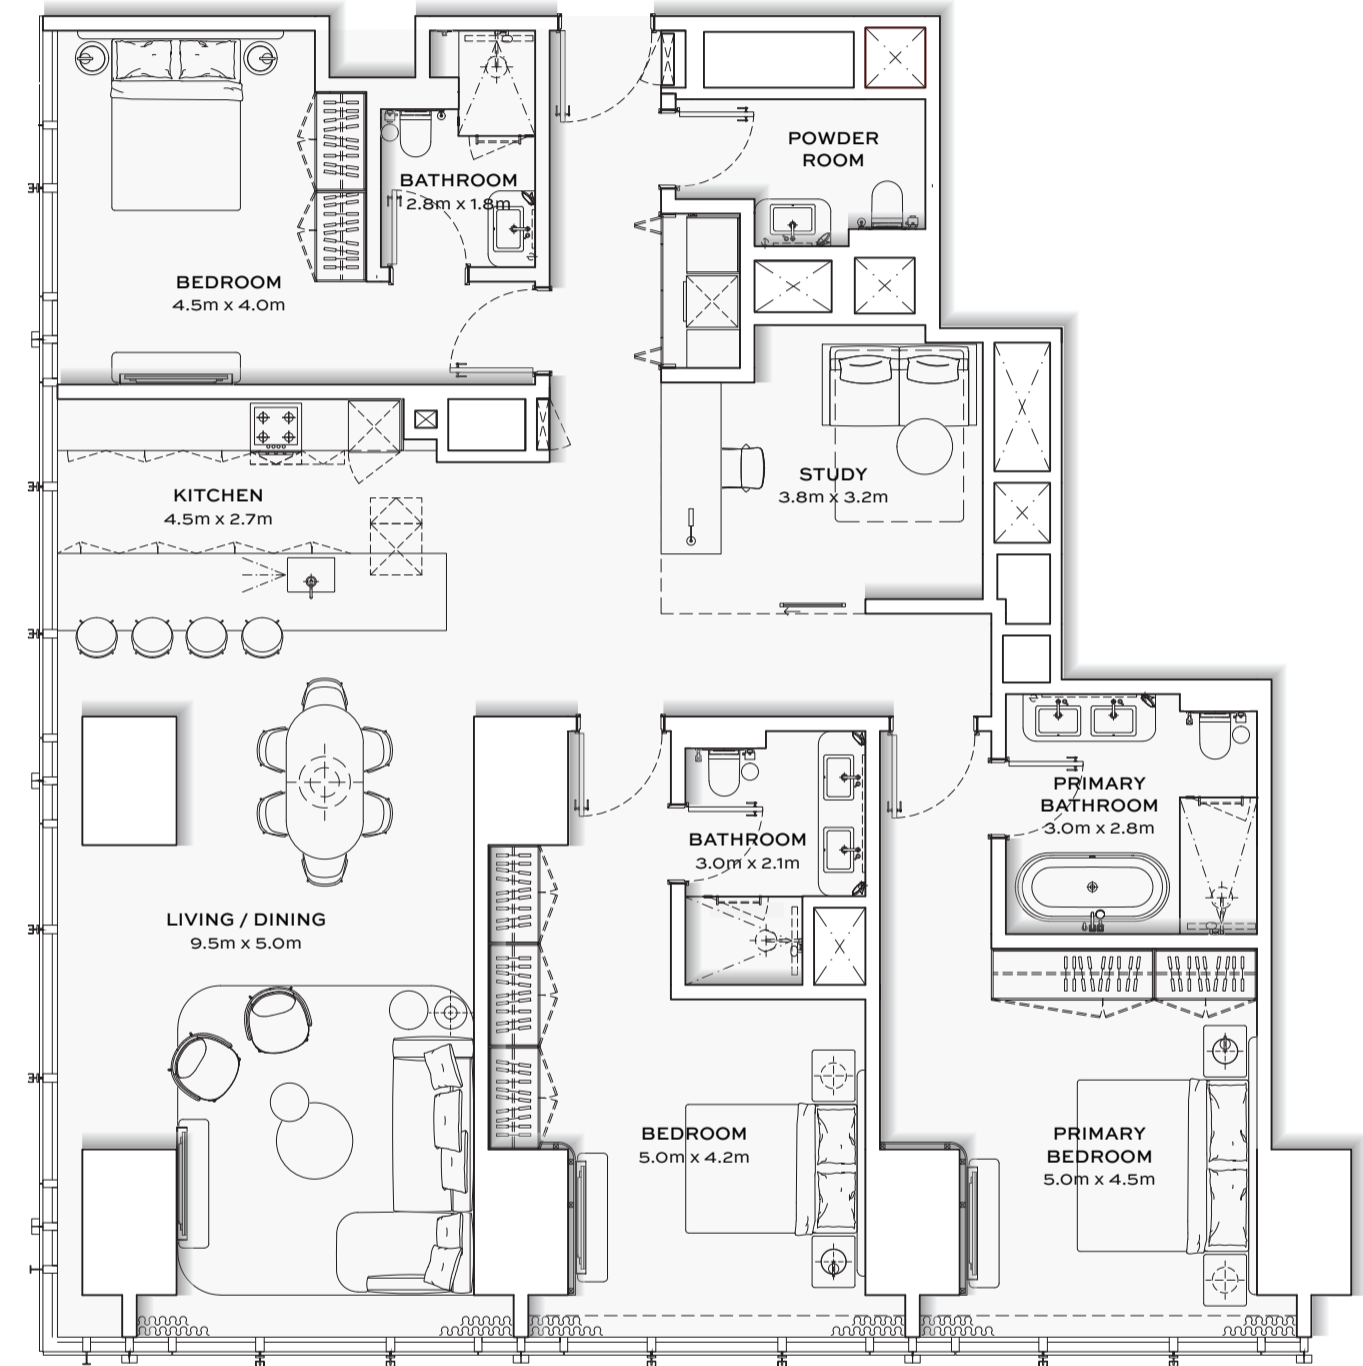 POWDER
ROOM
BATHROOM
2.8m x 1.8m
BEDROOM
4.5m x 4.0m
STUDY
3.8m x 3.2m
KITCHEN
4.5m x 2.7m
PRIMARY
BATHROOM
3.0m x 2.8m
BATHROOM
3.0m x 2.1m
LIVING / DINING
9.5m x 5.0m
BEDROOM
5.0m x 4.2m
PRIMARY
BEDROOM
5.0m x 4.5m